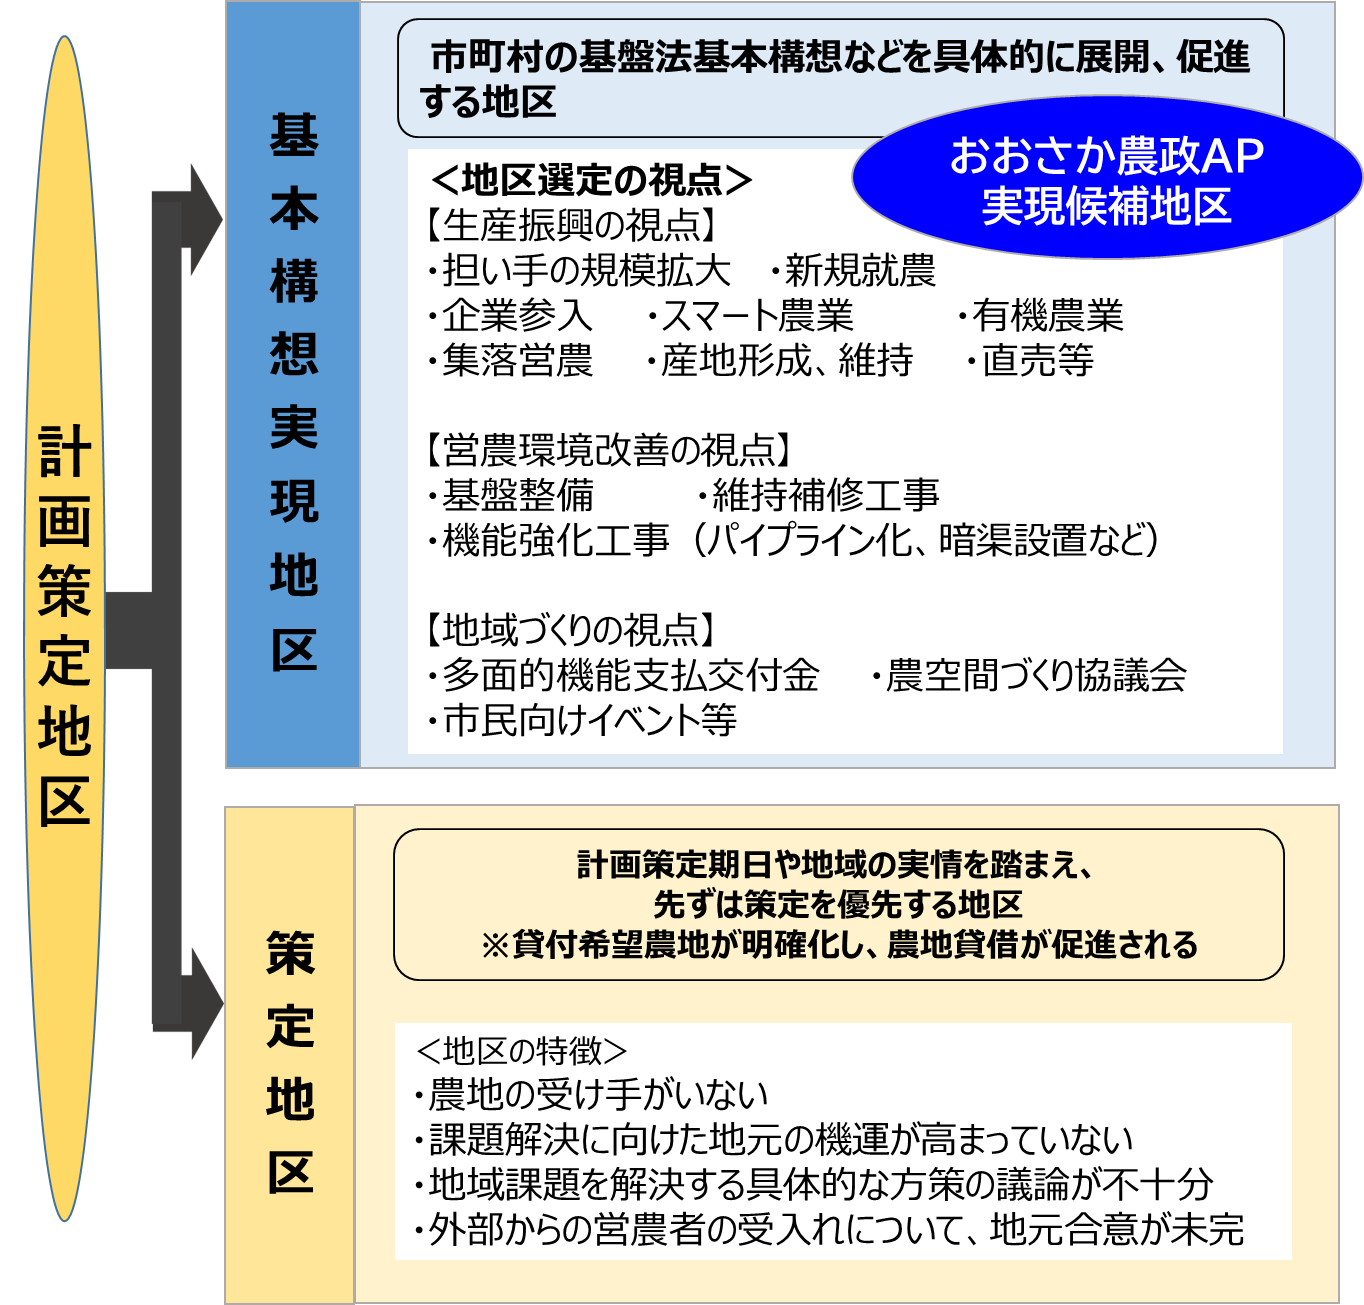 計画策定地区
基本構想実現地区
市町村の基盤法基本構想などを具体的に展開、促進
する地区
おおさか農政AP
実現候補地区
＜地区選定の視点＞
【生産振興の視点】
・担い手の規模拡大　・新規就農
・企業参入　・スマート農業　・有機農業
・集落営農　・産地形成、維持　・直売等
【営農環境改善の視点】
・基盤整備　・維持補修工事
・機能強化工事（パイプライン化、暗渠設置など）
【地域づくりの視点】
・多面的機能支払交付金　・農空間づくり協議会
・市民向けイベント等
策定地区
計画策定期日や地域の実情を踏まえ、
先ずは策定を優先する地区
※貸付希望農地が明確化し、農地貸借が促進される
＜地区の特徴＞
・農地の受け手がいない
・課題解決に向けた地元の機運が高まっていない
・地域課題を解決する具体的な方策の議論が不十分
・外部からの営農者の受入れについて、地元合意が未完